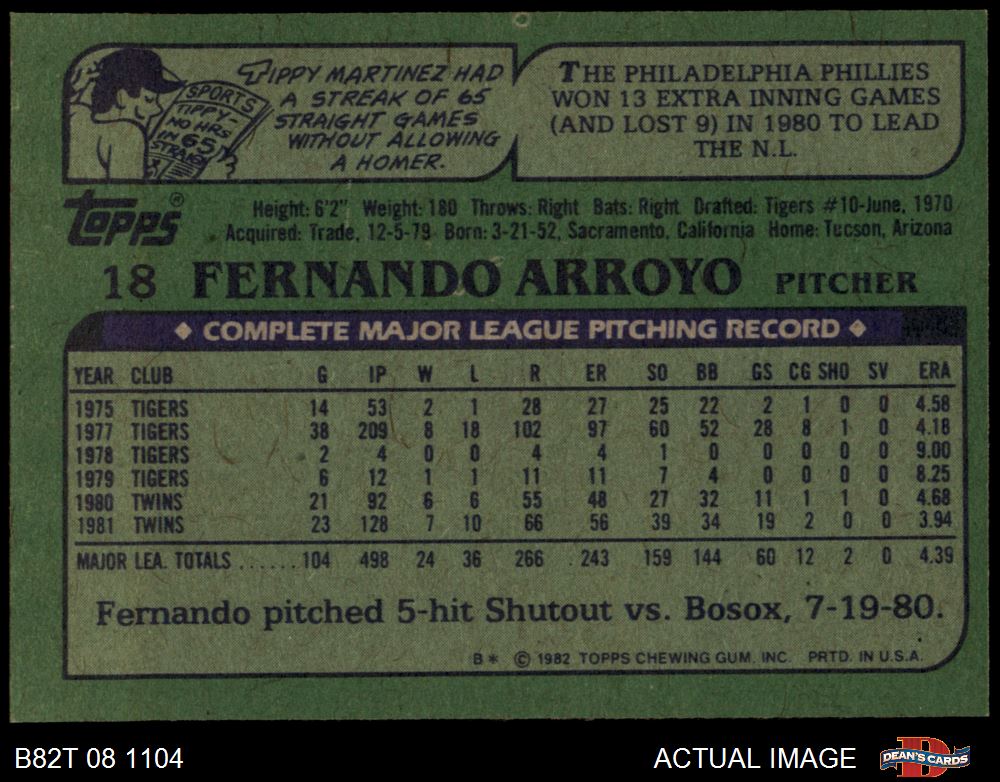 TIPPY MARTINEZ HAD
A STREAK OF 65
STRAIGHT GAMES
WITHOUT ALLOWING
A HOMER.
SPORTS
TIPPY-
NO HRS
IN 65
STRAIGHT
THE PHILADELPHIA PHILLIES
WON 13 EXTRA INNING GAMES
(AND LOST 9) IN 1980 TO LEAD
THE N.L.
Topps®
Height: 6'2" Weight: 180 Throws: Right Bats: Right Drafted: Tigers #10-June, 1970
Acquired: Trade, 12-5-79 Born: 3-21-52, Sacramento, California Home: Tucson, Arizona
18 FERNANDO ARROYO PITCHER
◆ COMPLETE MAJOR LEAGUE PITCHING RECORD ◆
YEAR CLUB G IP W L R ER SO BB GS CG SHO SV ERA
1975 TIGERS 14 53 2 1 28 27 25 22 2 1 0 0 4.58
1977 TIGERS 38 209 8 18 102 97 60 52 28 8 1 0 4.18
1978 TIGERS 2 4 0 0 4 4 1 0 0 0 0 0 9.00
1979 TIGERS 6 12 1 1 11 11 7 4 0 0 0 0 8.25
1980 TWINS 21 92 6 6 55 48 27 32 11 1 1 0 4.68
1981 TWINS 23 128 7 10 66 56 39 34 19 2 0 0 3.94
MAJOR LEA. TOTALS ...... 104 498 24 36 266 243 159 144 60 12 2 0 4.39
Fernando pitched 5-hit Shutout vs. Bosox, 7-19-80.
B* © 1982 TOPPS CHEWING GUM, INC. PRTD. IN U.S.A.
B82T 08 1104
ACTUAL IMAGE
DEAN'S CARDS